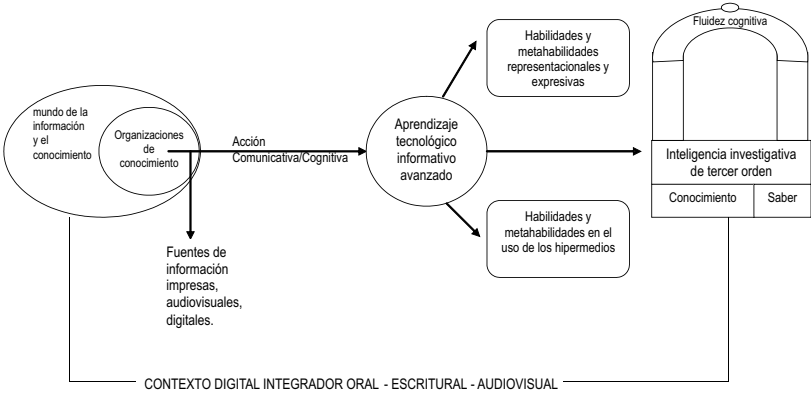 mundo de la
información
y el
conocimiento
Organizaciones
de
conocimiento
Acción
Comunicativa/Cognitiva
Fuentes de
información
impresas,
audiovisuales,
digitales.
Aprendizaje
tecnológico
informativo
avanzado
Habilidades y
metahabilidades
representacionales y
expresivas
Habilidades y
metahabilidades en el
uso de los hipermedios
Fluidez cognitiva
Inteligencia investigativa
de tercer orden
Conocimiento
Saber
CONTEXTO DIGITAL INTEGRADOR ORAL - ESCRITURAL - AUDIOVISUAL